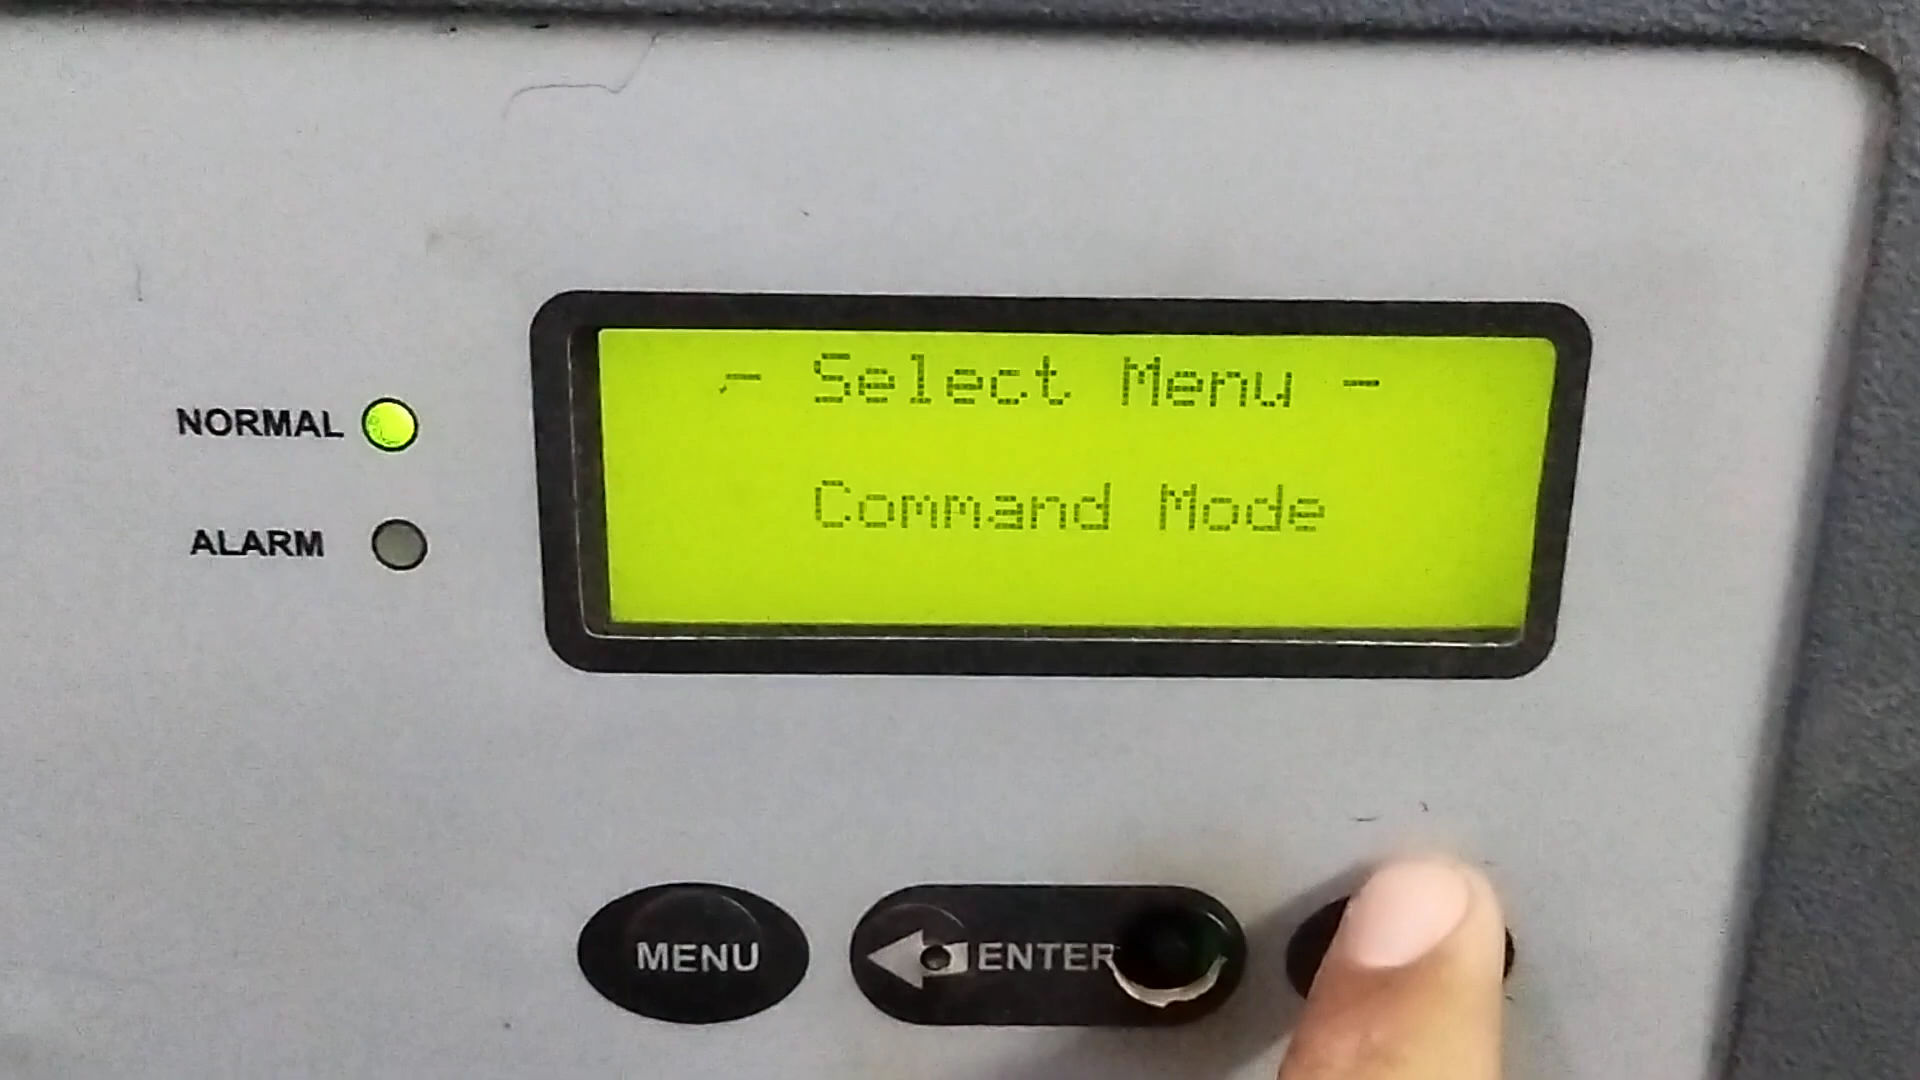 - Select Menu -
Command Mode
NORMAL
ALARM
MENU
ENTER